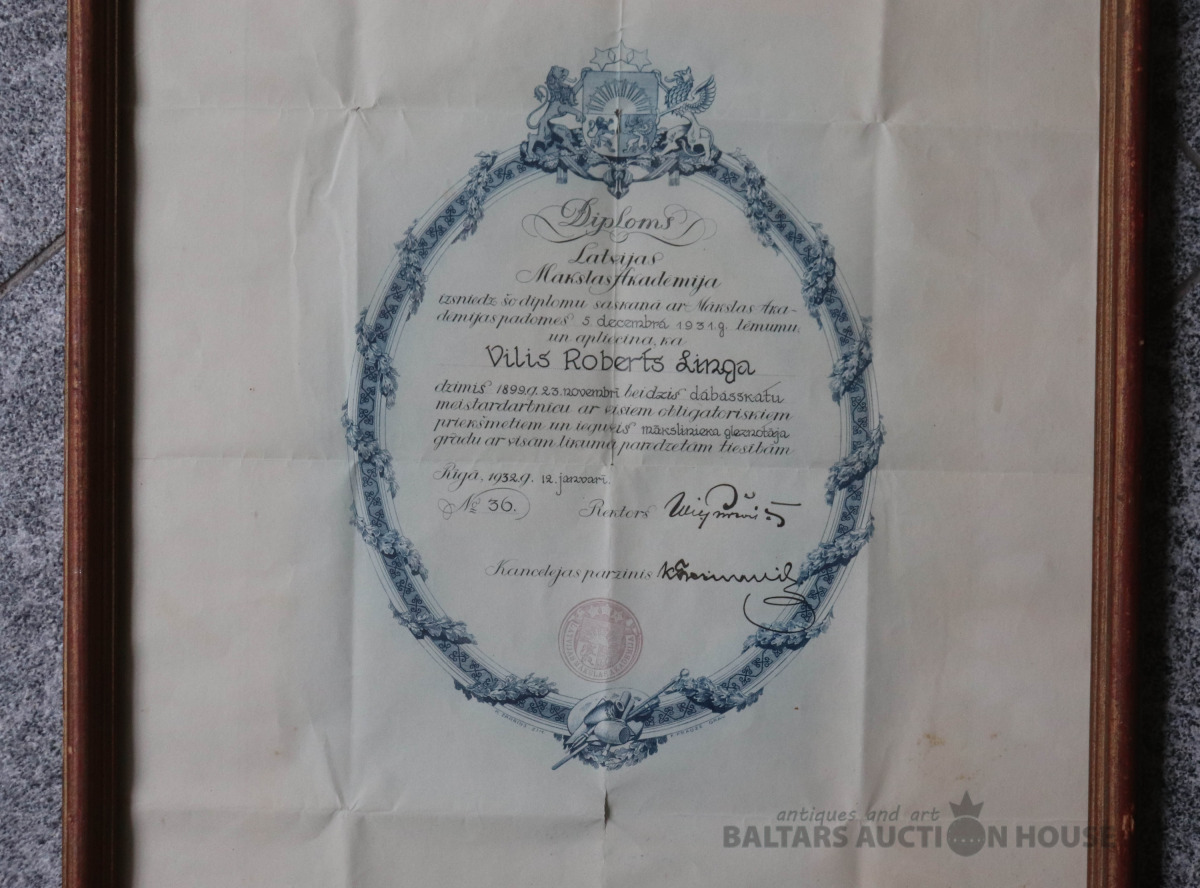 Diploms
Latvijas
Mākslas Akadēmija
izsniedz šo diplomu saskaņā ar Mākslas Aka-
demijas padomes 5. decembrā 1931.g. lēmumu
un apliecina, ka
Vilis Roberts Linga
dzimis 1899.g. 23. novembrī beidzis dabasskatu
meistardarbnīcu ar visiem obligatoriskiem
priekšmetiem un ieguvis mākslinieka gleznotāja
grādu ar visām likumā paredzētām tiesībām
Rīgā, 1932.g. 12. janvarī.
№ 36.
Rektors
Kancelejas pārzinis
antiques and art
BALTARS AUCTION HOUSE